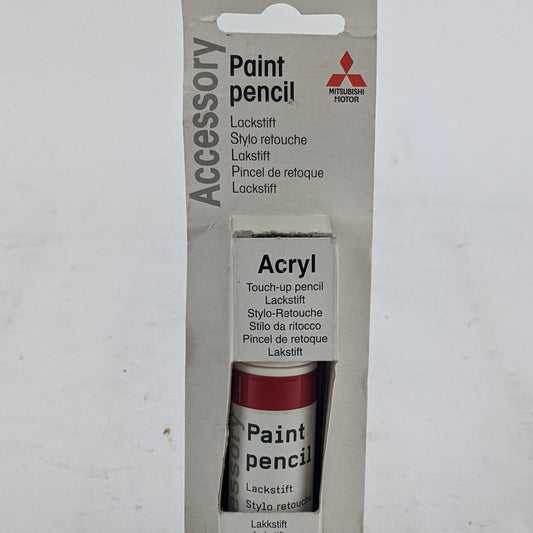 Accessory
Paint
pencil
Lackstift
Stylo retouche
Lakstift
Pincel de retoque
Lackstift
MITSUBISHI
MOTOR
Acryl
Touch-up pencil
Lackstift
Stylo-Retouche
Stilo da ritocco
Pincel de retoque
Lakstift
essory
Paint
pencil
Lackstift
Stylo retouche
Lakkstift